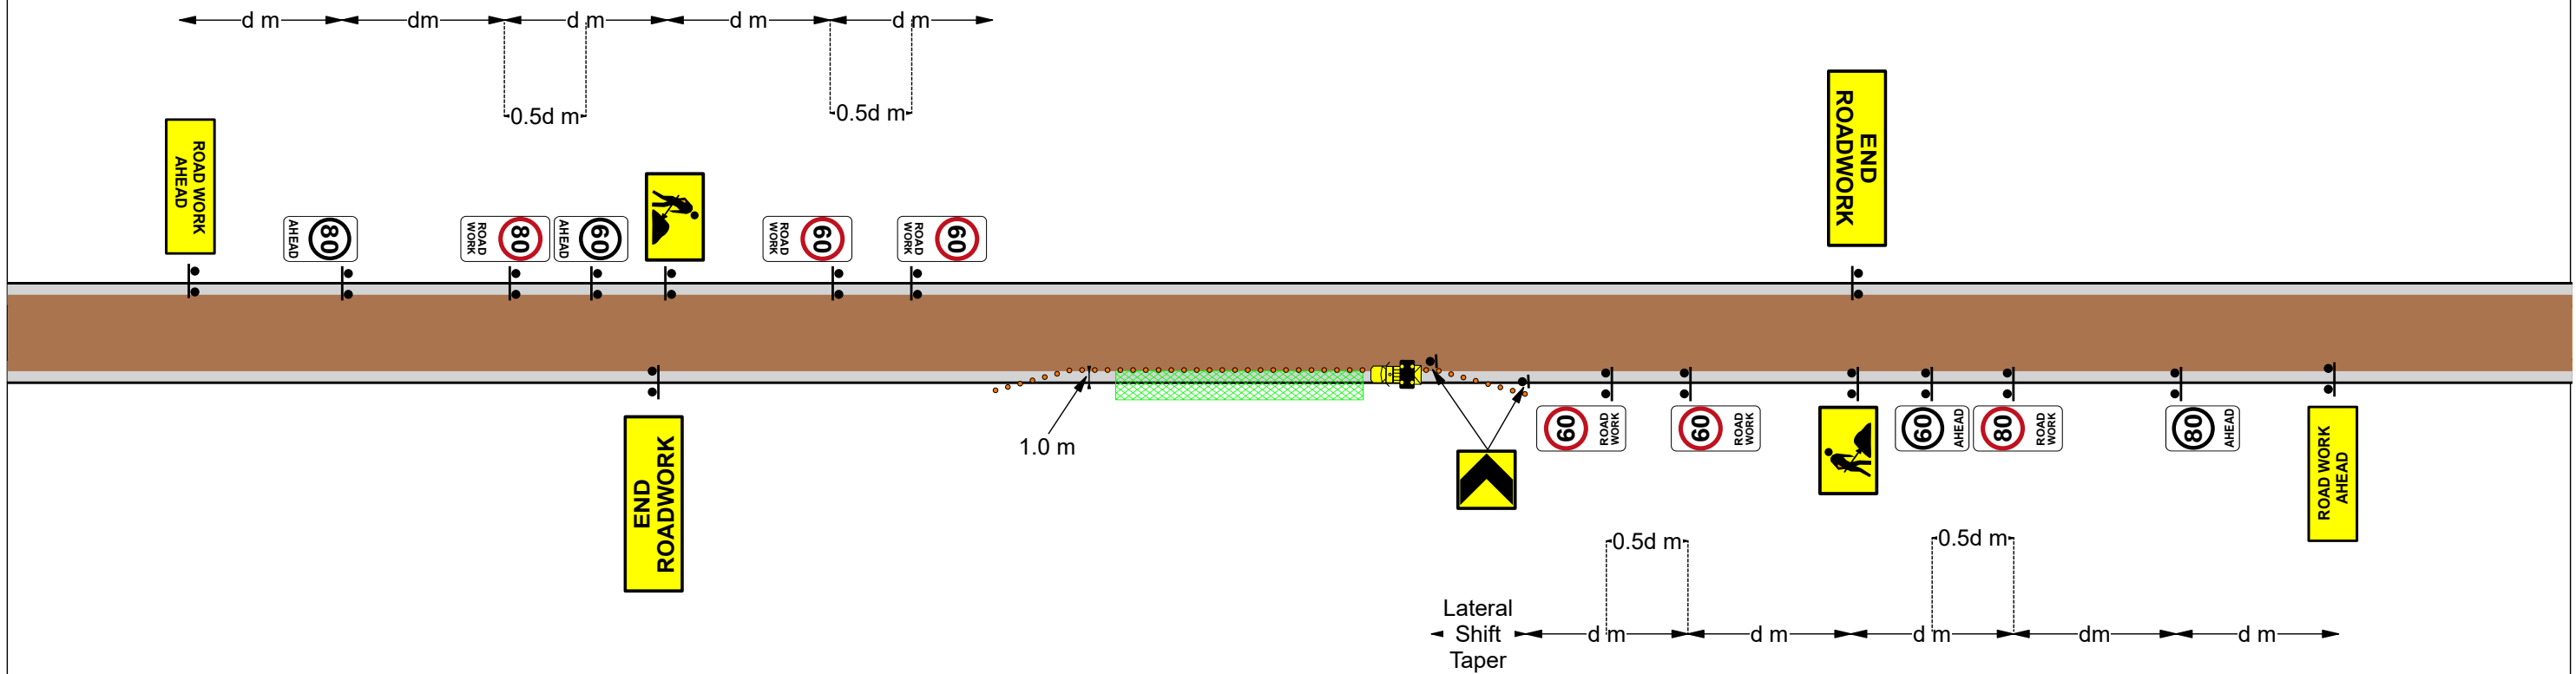 d m
dm
d m
d m
d m
0.5d m
0.5d m
ROAD WORK
AHEAD
80
AHEAD
80
ROAD
WORK
60
AHEAD
60
ROAD
WORK
60
ROAD
WORK
END
ROADWORK
1.0 m
END
ROADWORK
60
ROAD
WORK
60
ROAD
WORK
60
AHEAD
80
ROAD
WORK
80
AHEAD
ROAD WORK
AHEAD
0.5d m
0.5d m
Lateral
Shift
Taper
d m
d m
d m
dm
d m